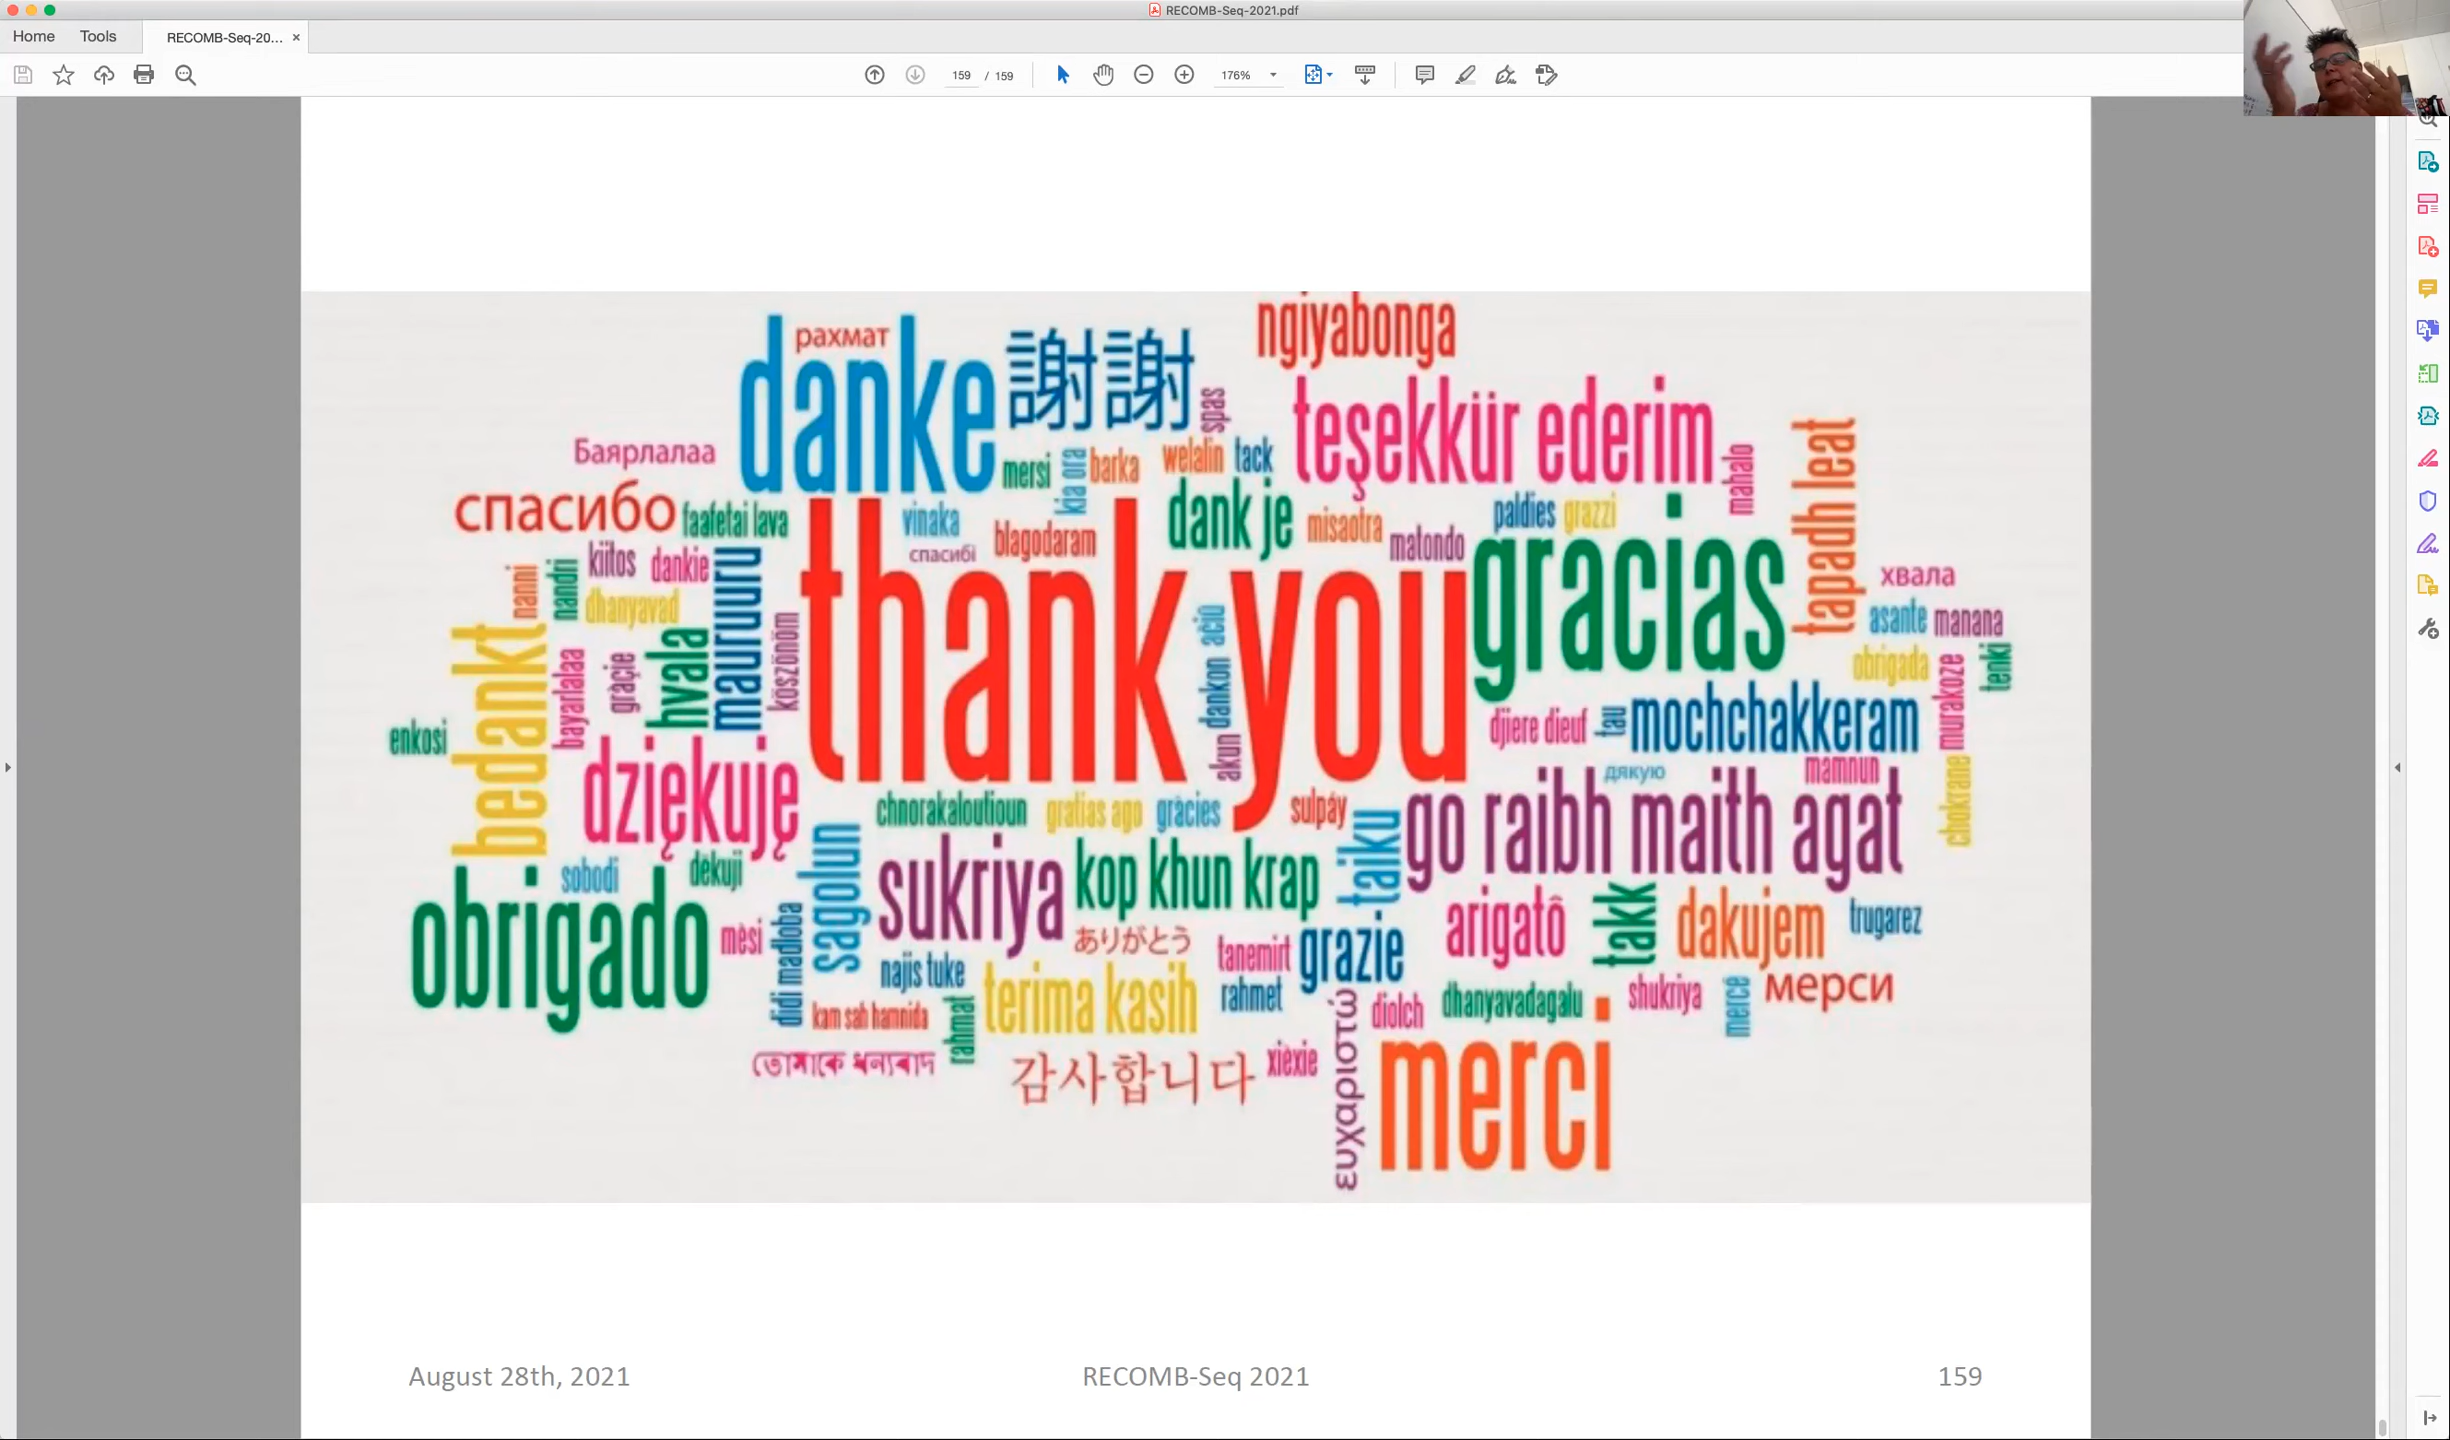 RECOMB-Seq-2021.pdf
Home Tools RECOMB-Seq-20... ×
159 / 159 176%
ngiyabonga
рахмат
danke
謝謝
spas
teşekkür ederim
tapadh leat
Баярлалаа
mersi
kia ora
barka
welalin
tack
mahalo
спасибо
faafetai lava
vinaka
blagodaram
dank je
misaotra
matondo
paldies
grazzi
gracias
спасибі
nanni
nandri
kiitos
dankie
mauruuru
thank you
хвала
dhanyavad
asante
manana
bedankt
bayarlalaa
gràçie
hvala
köszönöm
ačiū
dankon
akun
obrigada
murakoze
tenki
enkosi
djiere dieuf
tau
mochchakkeram
dziękuję
дякую
mamnun
chokrane
chnorakaloutioun
gratias ago
gràcies
sulpáy
go raibh maith agat
sobodi
dekuji
sagolun
sukriya
kop khun krap
taiku
obrigado
mèsi
didi madloba
ありがとう
tanemirt
grazie
arigatô
takk
dakujem
trugarez
najis tuke
terima kasih
rahmet
kam sah hamnida
rahmat
diolch
dhanyavadagalu
shukriya
merce
мерси
তোমাকে ধন্যবাদ
감사합니다
xièxie
ευχαριστώ
merci
August 28th, 2021 RECOMB-Seq 2021 159